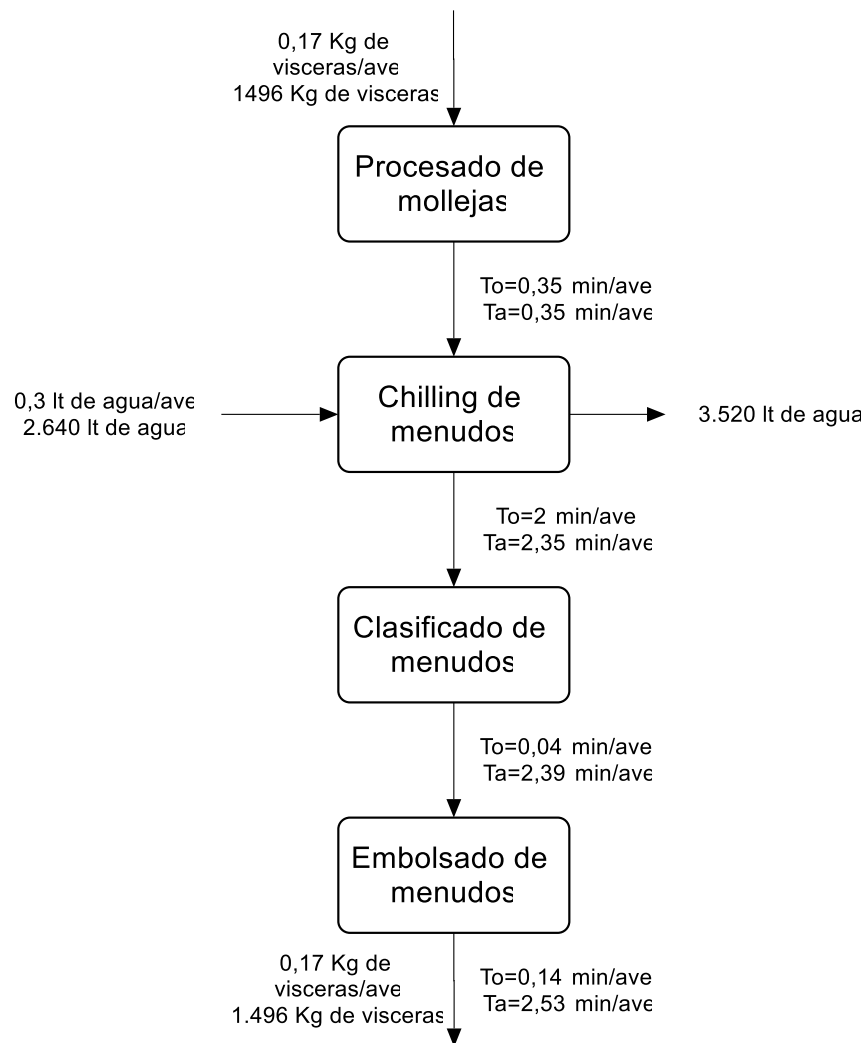 0,17 Kg de
visceras/ave
1496 Kg de visceras
Procesado de
mollejas
To=0,35 min/ave
Ta=0,35 min/ave
0,3 lt de agua/ave
2.640 lt de agua
Chilling de
menudos
3.520 lt de agua
To=2 min/ave
Ta=2,35 min/ave
Clasificado de
menudos
To=0,04 min/ave
Ta=2,39 min/ave
Embolsado de
menudos
0,17 Kg de
visceras/ave
1.496 Kg de visceras
To=0,14 min/ave
Ta=2,53 min/ave